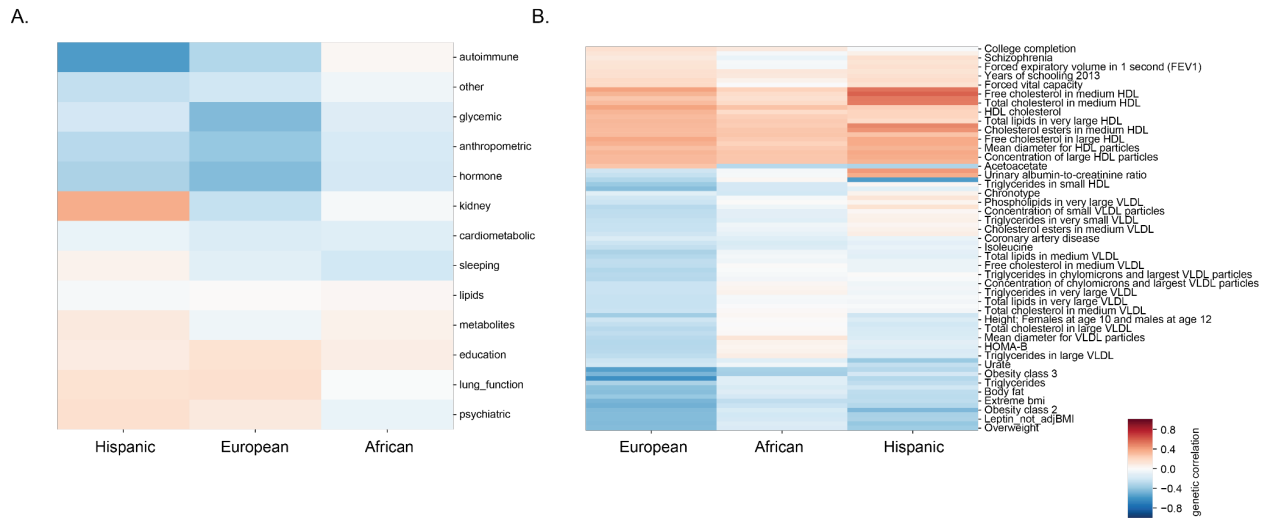 A.
B.
autoimmune
other
glycemic
anthropometric
hormone
kidney
cardiometabolic
sleeping
lipids
metabolites
education
lung_function
psychiatric
Hispanic
European
African
College completion
Schizophrenia
Forced expiratory volume in 1 second (FEV1)
Years of schooling 2013
Forced vital capacity
Free cholesterol in medium HDL
Total cholesterol in medium HDL
HDL cholesterol
Total lipids in very large HDL
Cholesterol esters in medium HDL
Free cholesterol in large HDL
Mean diameter for HDL particles
Concentration of large HDL particles
Acetoacetate
Urinary albumin-to-creatinine ratio
Triglycerides in small HDL
Chronotype
Phospholipids in very large VLDL
Concentration of small VLDL particles
Triglycerides in very small VLDL
Cholesterol esters in medium VLDL
Coronary artery disease
Isoleucine
Total lipids in medium VLDL
Free cholesterol in medium VLDL
Triglycerides in chylomicrons and largest VLDL particles
Concentration of chylomicrons and largest VLDL particles
Triglycerides in very large VLDL
Total lipids in very large VLDL
Total cholesterol in medium VLDL
Height; Females at age 10 and males at age 12
Total cholesterol in large VLDL
Mean diameter for VLDL particles
HOMA-B
Triglycerides in large VLDL
Urate
Obesity class 3
Triglycerides
Body fat
Extreme bmi
Obesity class 2
Leptin_not_adjBMI
Overweight
European
African
Hispanic
0.8
0.4
0.0
−0.4
−0.8
genetic correlation